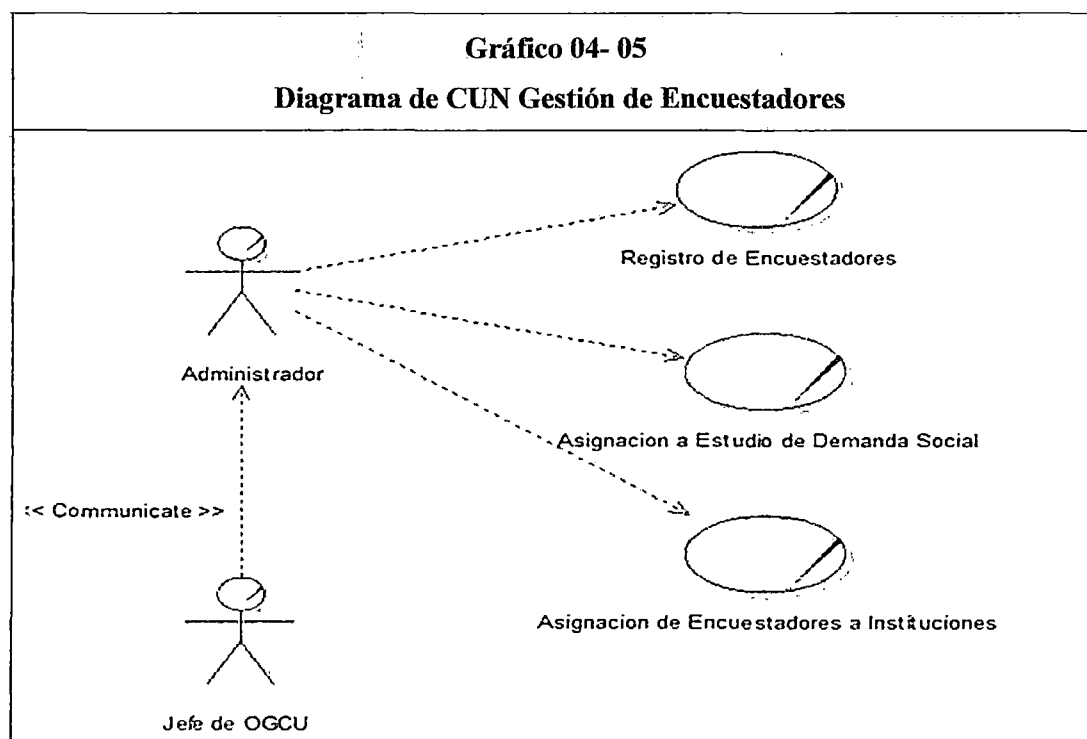 Gráfico 04- 05
Diagrama de CUN Gestión de Encuestadores
Registro de Encuestadores
Administrador
Asignacion a Estudio de Demanda Social
<< Communicate >>
Asignacion de Encuestadores a Instituciones
Jefe de OGCU